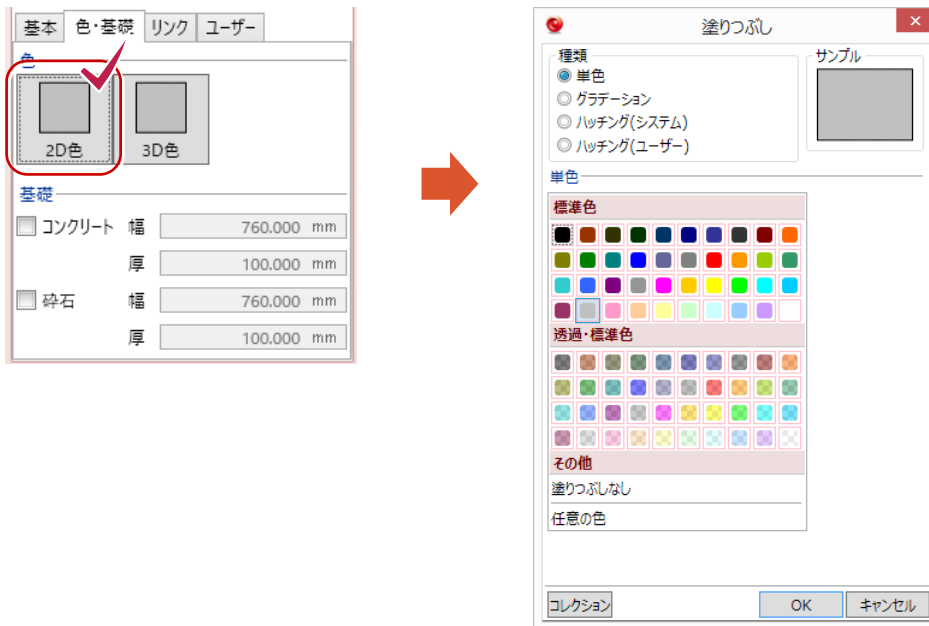 基本 色・基礎 リンク ユーザー
色
2D色 3D色
基礎
コンクリート 幅 760.000 mm
厚 100.000 mm
砕石 幅 760.000 mm
厚 100.000 mm
塗りつぶし
種類
単色
グラデーション
ハッチング(システム)
ハッチング(ユーザー)
サンプル
単色
標準色
透過・標準色
その他
塗りつぶしなし
任意の色
コレクション OK キャンセル